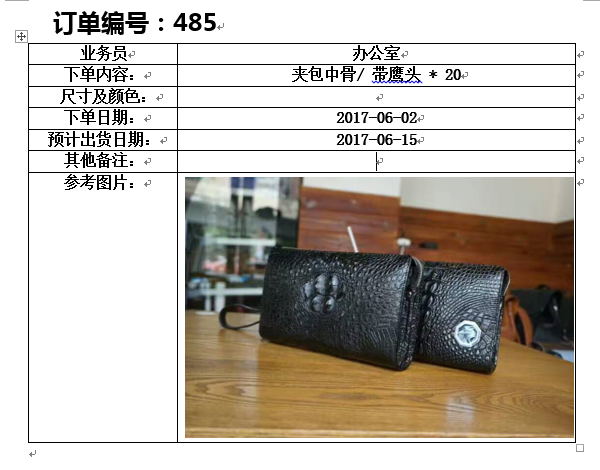 订单编号：485
业务员 办公室
下单内容： 夹包中骨/ 带鹰头 * 20
尺寸及颜色：
下单日期： 2017-06-02
预计出货日期： 2017-06-15
其他备注：
参考图片：